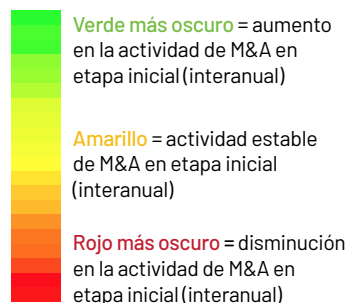 Verde más oscuro = aumento
en la actividad de M&A en
etapa inicial (interanual)
Amarillo = actividad estable
de M&A en etapa inicial
(interanual)
Rojo más oscuro = disminución
en la actividad de M&A en
etapa inicial (interanual)